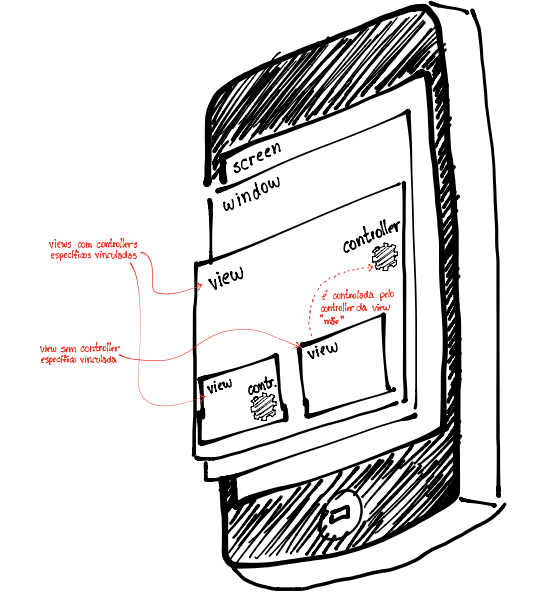 screen
window
controller
views com controllers
específicos vinculadas
view
é controlada pelo
controller da view
"mãe"
view sem controller
específico vinculada
view
view
contr.